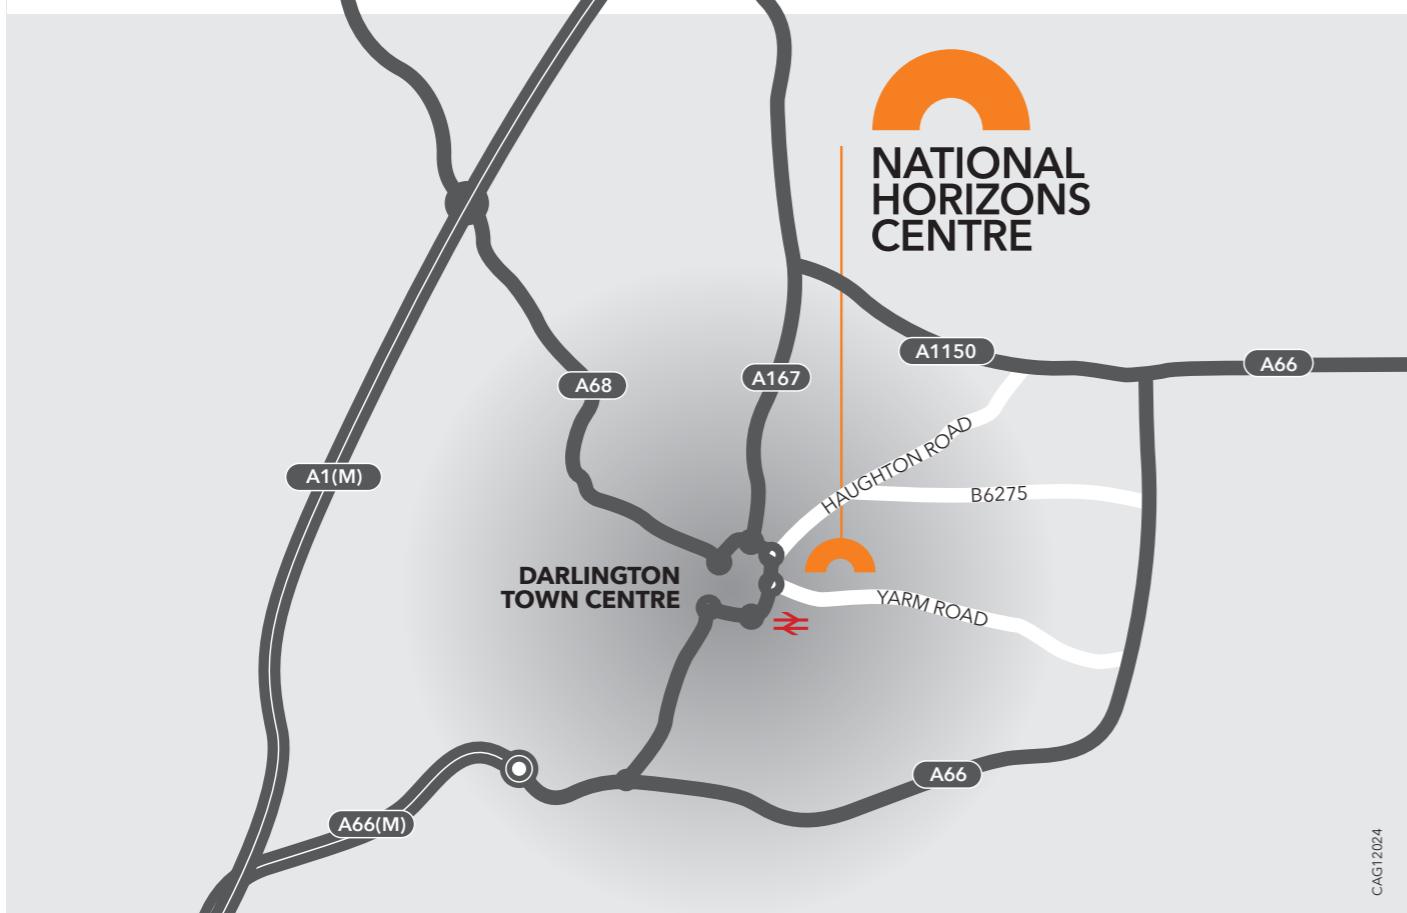 NATIONAL
HORIZONS
CENTRE
A1150
A66
A68
A167
HAUGHTON ROAD
A1(M)
B6275
DARLINGTON
TOWN CENTRE
YARM ROAD
A66
A66(M)
CAG12024